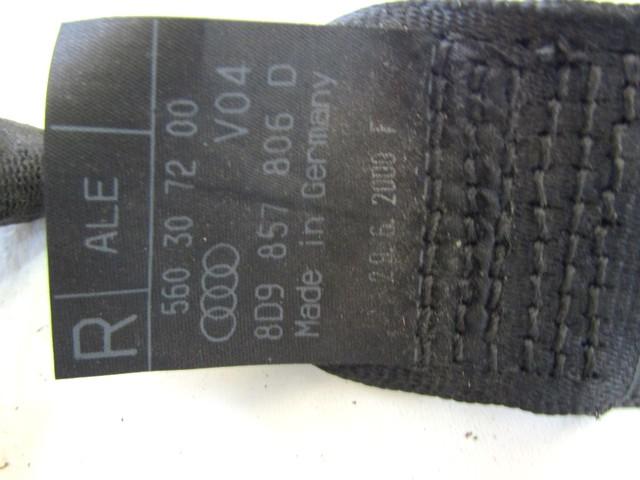 R ALE
560 30 72 00 V04
8D9 857 806 D
Made in Germany
29.6.2000 F